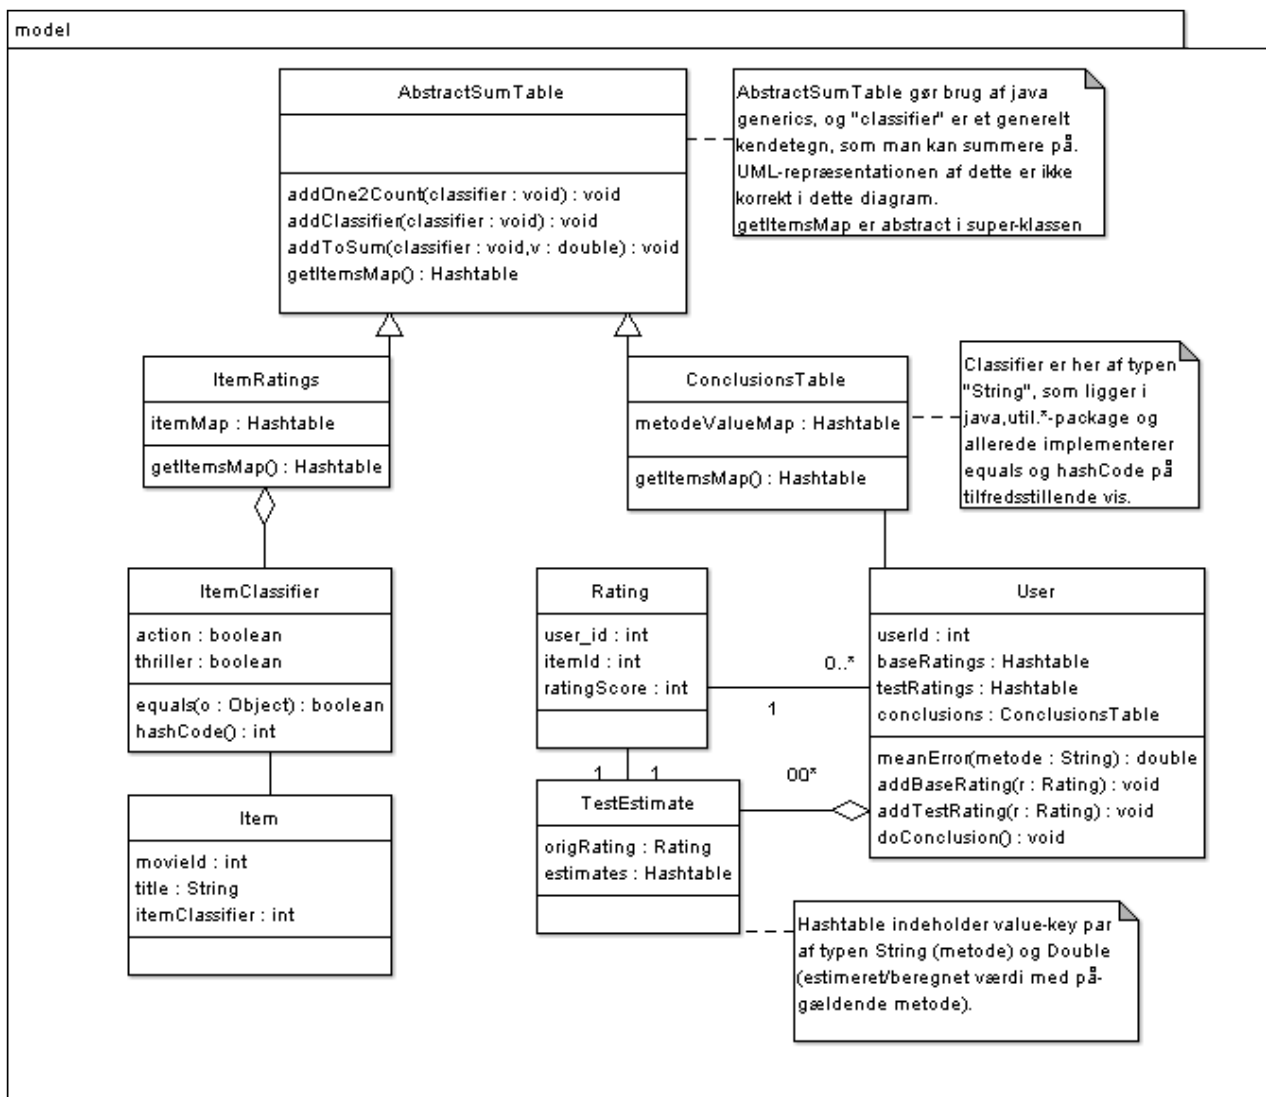 model
AbstractSumTable
addOne2Count(classifier : void) : void
addClassifier(classifier : void) : void
addToSum(classifier : void,v : double) : void
getItemsMap() : Hashtable
AbstractSumTable gør brug af java
generics, og "classifier" er et generelt
kendetegn, som man kan summere på.
UML-repræsentationen af dette er ikke
korrekt i dette diagram.
getItemsMap er abstract i super-klassen
ItemRatings
itemMap : Hashtable
getItemsMap() : Hashtable
ConclusionsTable
metodeValueMap : Hashtable
getItemsMap() : Hashtable
Classifier er her af typen
"String", som ligger i
java,util.*-package og
allerede implementerer
equals og hashCode på
tilfredsstillende vis.
ItemClassifier
action : boolean
thriller : boolean
equals(o : Object) : boolean
hashCode() : int
Rating
user_id : int
itemId : int
ratingScore : int
0..*
1
User
userId : int
baseRatings : Hashtable
testRatings : Hashtable
conclusions : ConclusionsTable
meanError(metode : String) : double
addBaseRating(r : Rating) : void
addTestRating(r : Rating) : void
doConclusion() : void
1
1
00*
Item
movieId : int
title : String
itemClassifier : int
TestEstimate
origRating : Rating
estimates : Hashtable
Hashtable indeholder value-key par
af typen String (metode) og Double
(estimeret/beregnet værdi med på-
gældende metode).